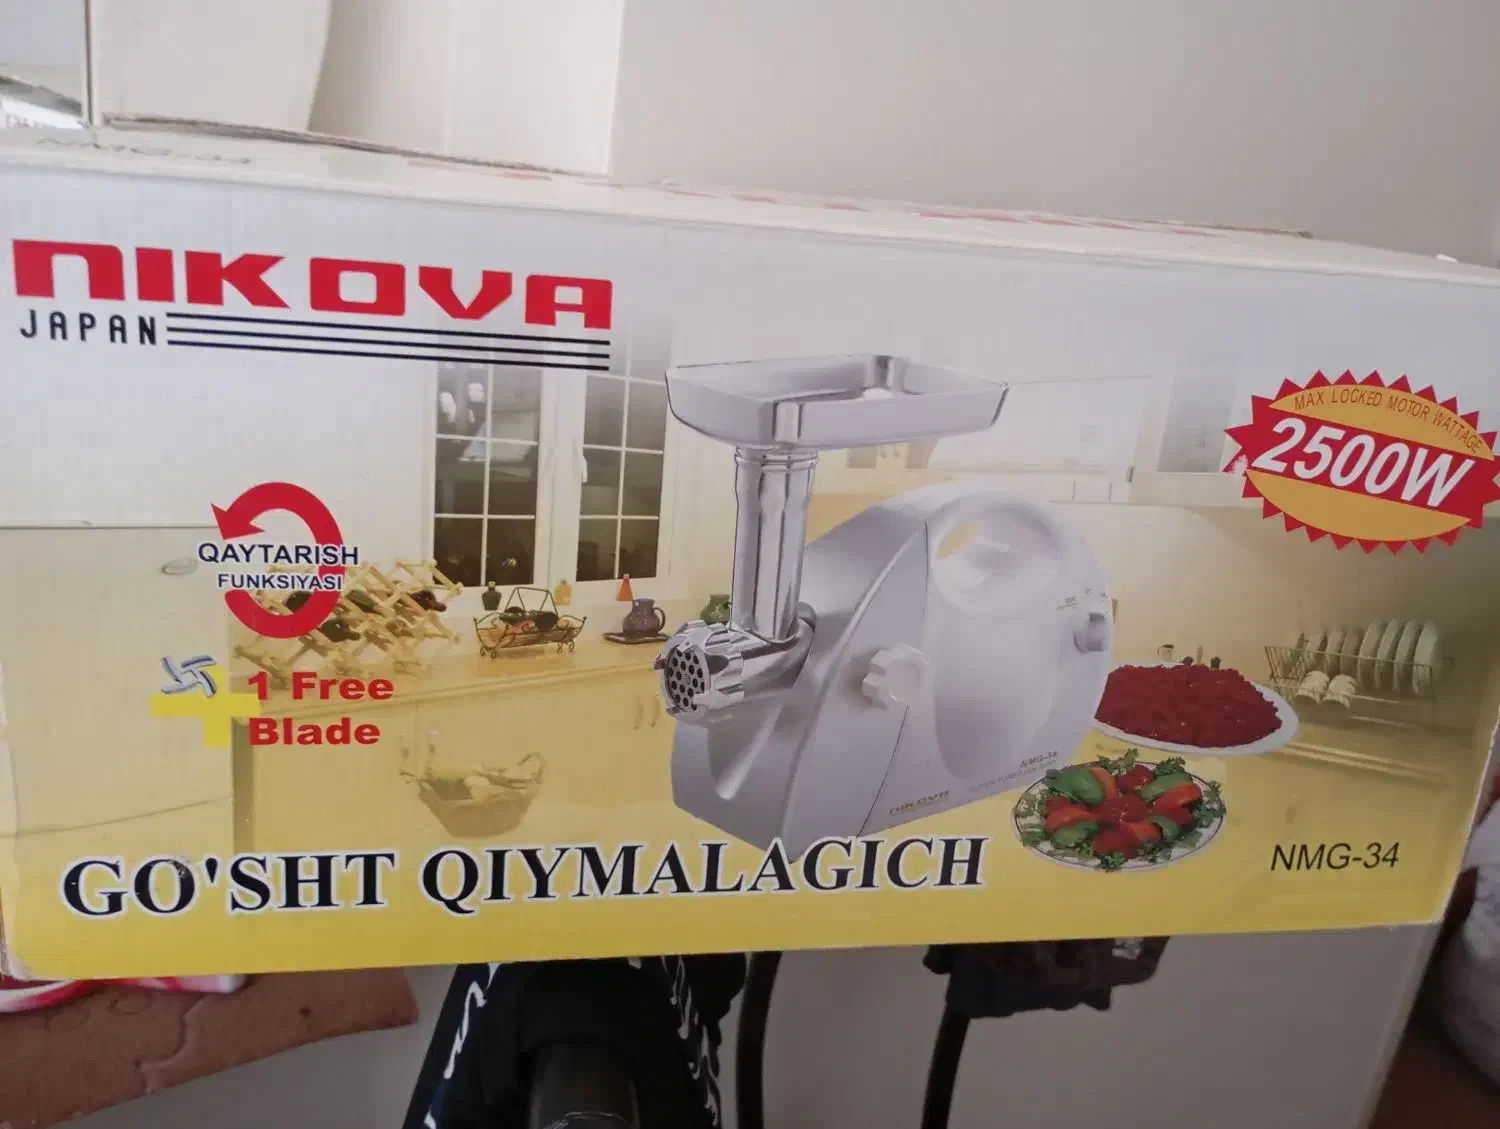 NIKOVA
JAPAN
MAX.LOCKED MOTOR WATTAGE
2500W
QAYTARISH
FUNKSIYASI
1 Free
Blade
NMG-34
NIKOVA
GO'SHT QIYMALAGICH
NMG-34